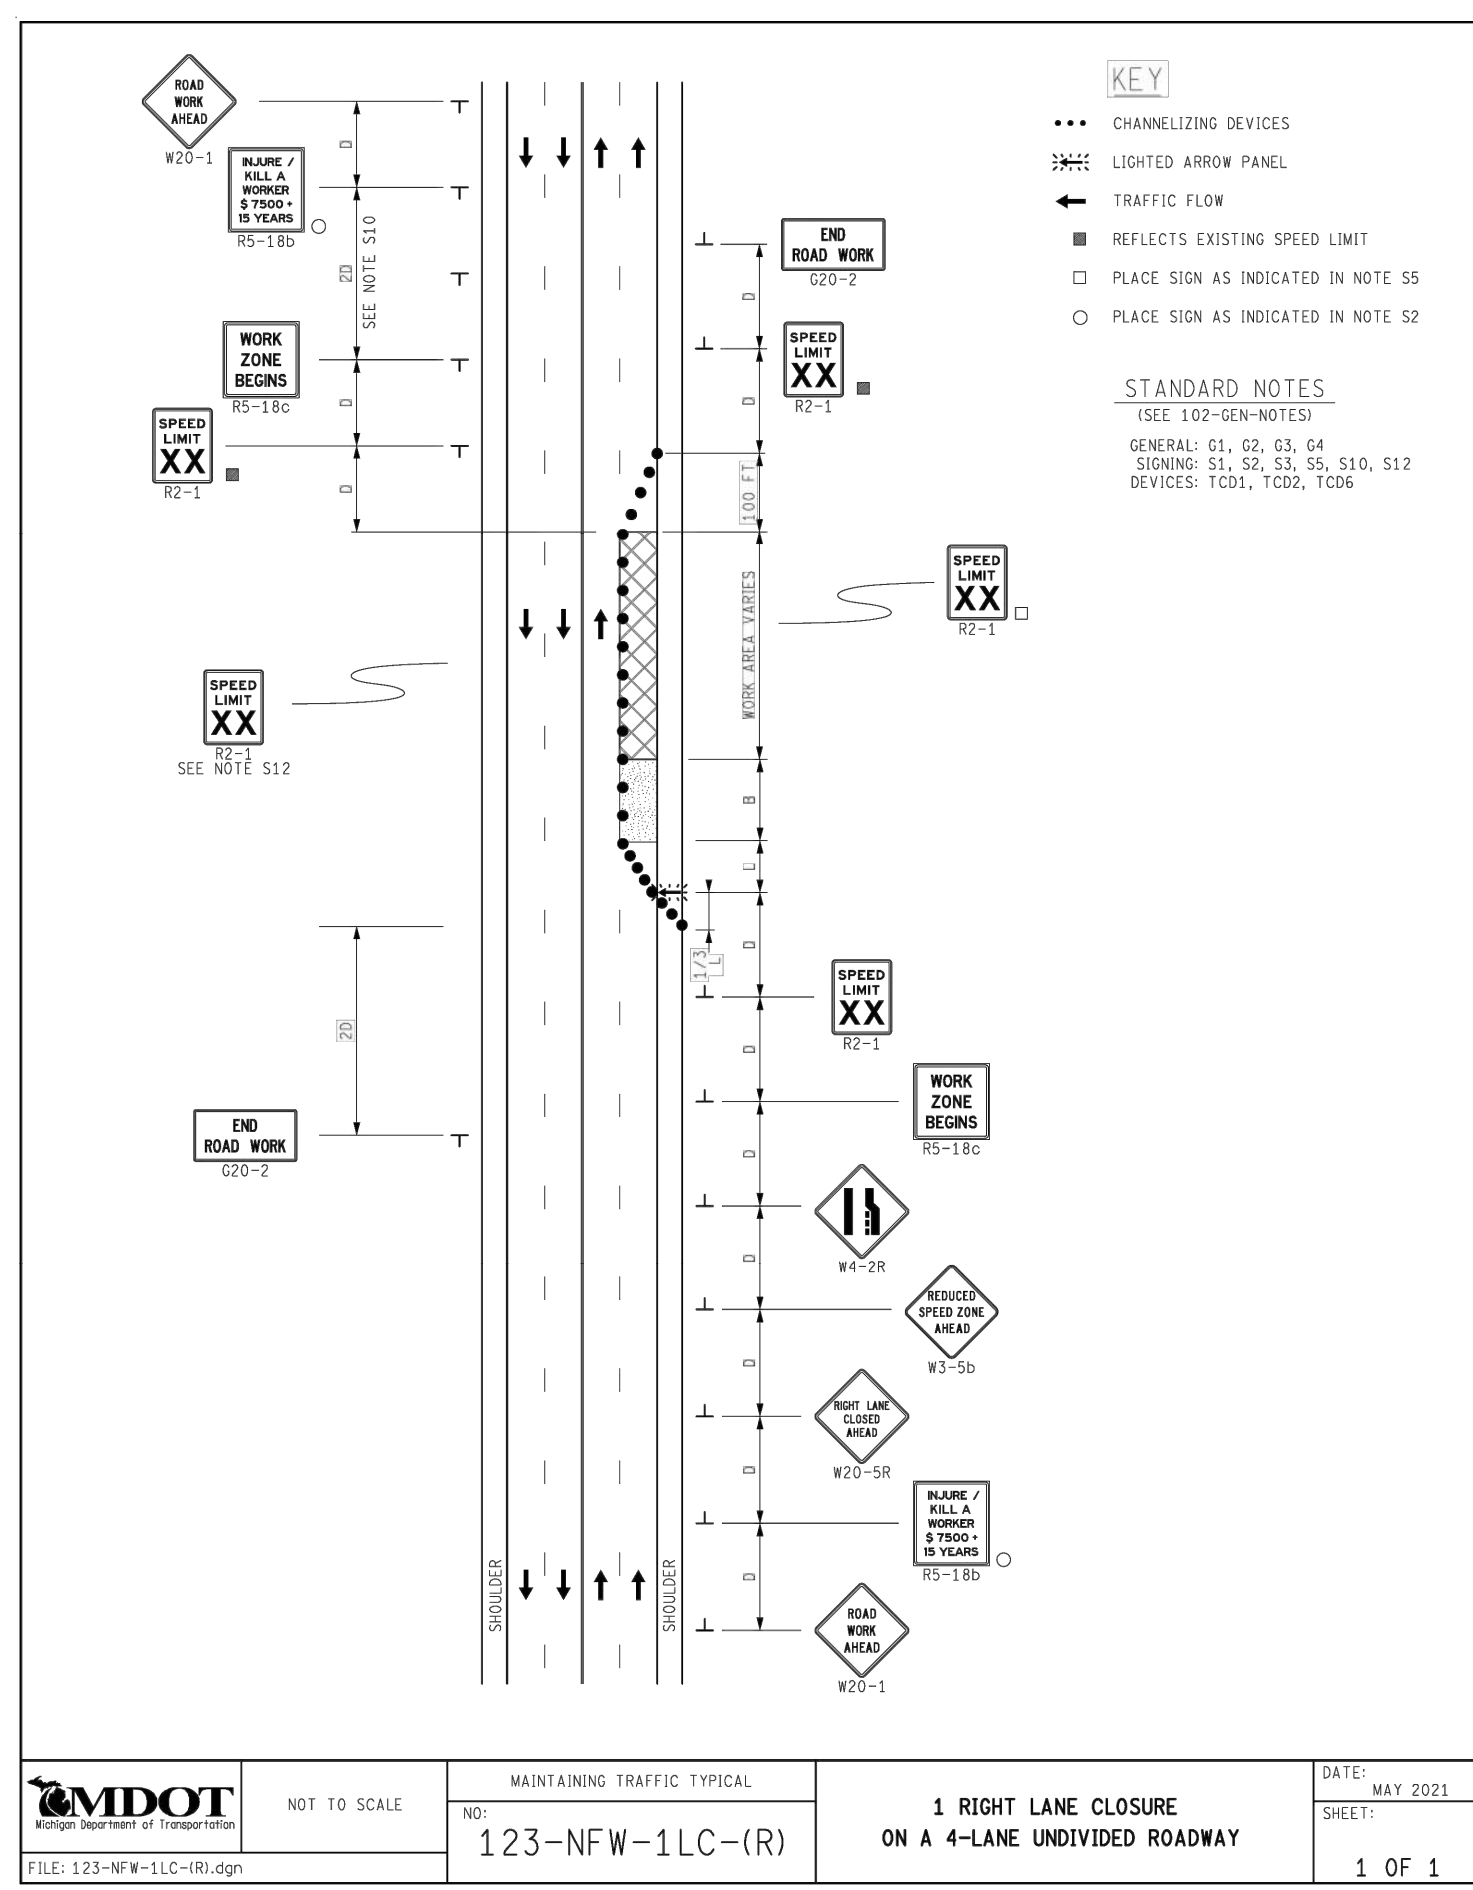 ROAD
WORK
AHEAD
W20-1
D
INJURE /
KILL A
WORKER
$ 7500 +
15 YEARS
R5-18b
2D
SEE NOTE S10
WORK
ZONE
BEGINS
R5-18c
D
SPEED
LIMIT
XX
R2-1
D
SPEED
LIMIT
XX
R2-1
SEE NOTE S12
2D
END
ROAD WORK
G20-2
SHOULDER
SHOULDER
END
ROAD WORK
G20-2
D
SPEED
LIMIT
XX
R2-1
D
100 FT
SPEED
LIMIT
XX
R2-1
WORK AREA VARIES
B
L
1/3
L
D
SPEED
LIMIT
XX
R2-1
D
WORK
ZONE
BEGINS
R5-18c
D
W4-2R
D
REDUCED
SPEED ZONE
AHEAD
W3-5b
D
RIGHT LANE
CLOSED
AHEAD
W20-5R
D
INJURE /
KILL A
WORKER
$ 7500 +
15 YEARS
R5-18b
D
ROAD
WORK
AHEAD
W20-1
KEY
CHANNELIZING DEVICES
LIGHTED ARROW PANEL
TRAFFIC FLOW
REFLECTS EXISTING SPEED LIMIT
PLACE SIGN AS INDICATED IN NOTE S5
PLACE SIGN AS INDICATED IN NOTE S2
STANDARD NOTES
(SEE 102-GEN-NOTES)
GENERAL: G1, G2, G3, G4
SIGNING: S1, S2, S3, S5, S10, S12
DEVICES: TCD1, TCD2, TCD6
MDOT
Michigan Department of Transportation
NOT TO SCALE
FILE: 123-NFW-1LC-(R).dgn
MAINTAINING TRAFFIC TYPICAL
NO:
123-NFW-1LC-(R)
1 RIGHT LANE CLOSURE
ON A 4-LANE UNDIVIDED ROADWAY
DATE:
MAY 2021
SHEET:
1 OF 1